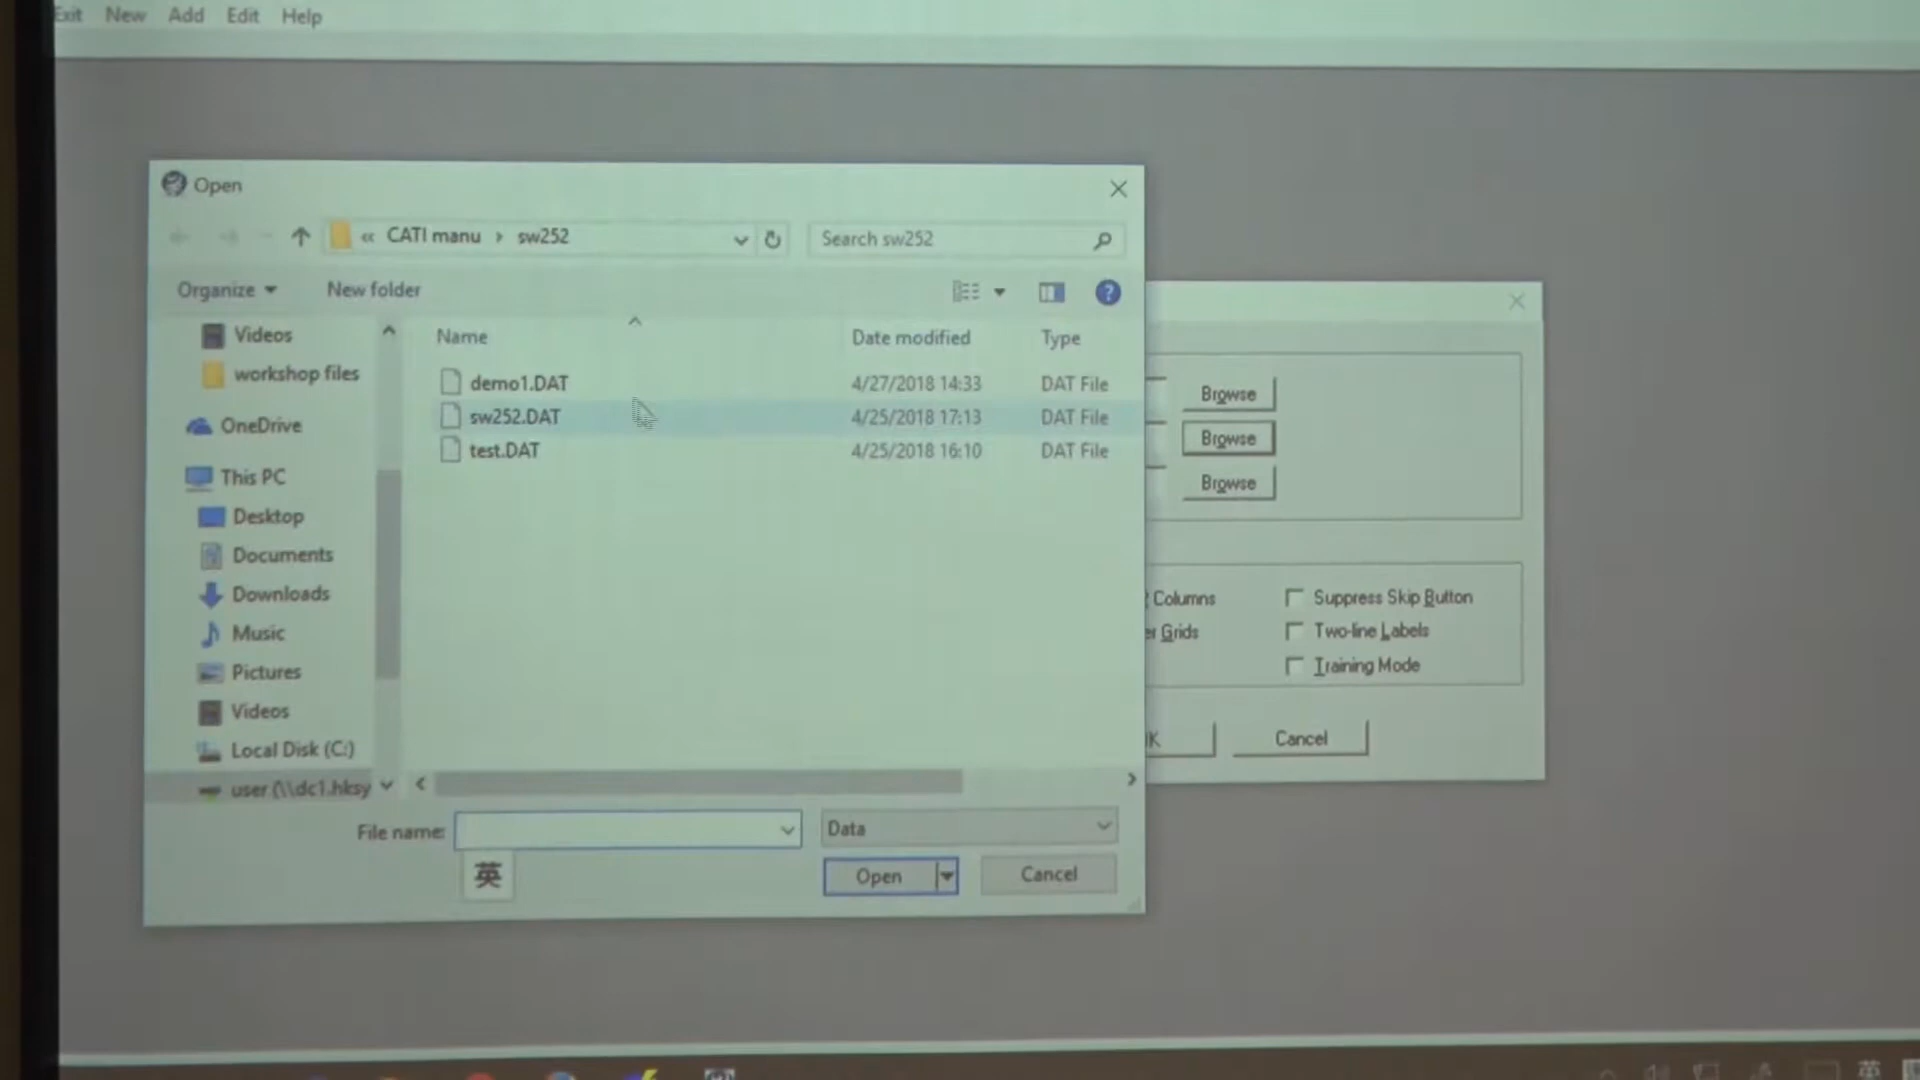 Exit New Add Edit Help
Open
« CATI manu › sw252
Search sw252
Organize
New folder
Name
Date modified
Type
demo1.DAT 4/27/2018 14:33 DAT File
sw252.DAT 4/25/2018 17:13 DAT File
test.DAT 4/25/2018 16:10 DAT File
Videos
workshop files
OneDrive
This PC
Desktop
Documents
Downloads
Music
Pictures
Videos
Local Disk (C:)
user (\\dc1.hksy
File name:
Data
英
Open
Cancel
Browse
Browse
Browse
Columns
Suppress Skip Button
Grids
Two-line Labels
Training Mode
Cancel
英